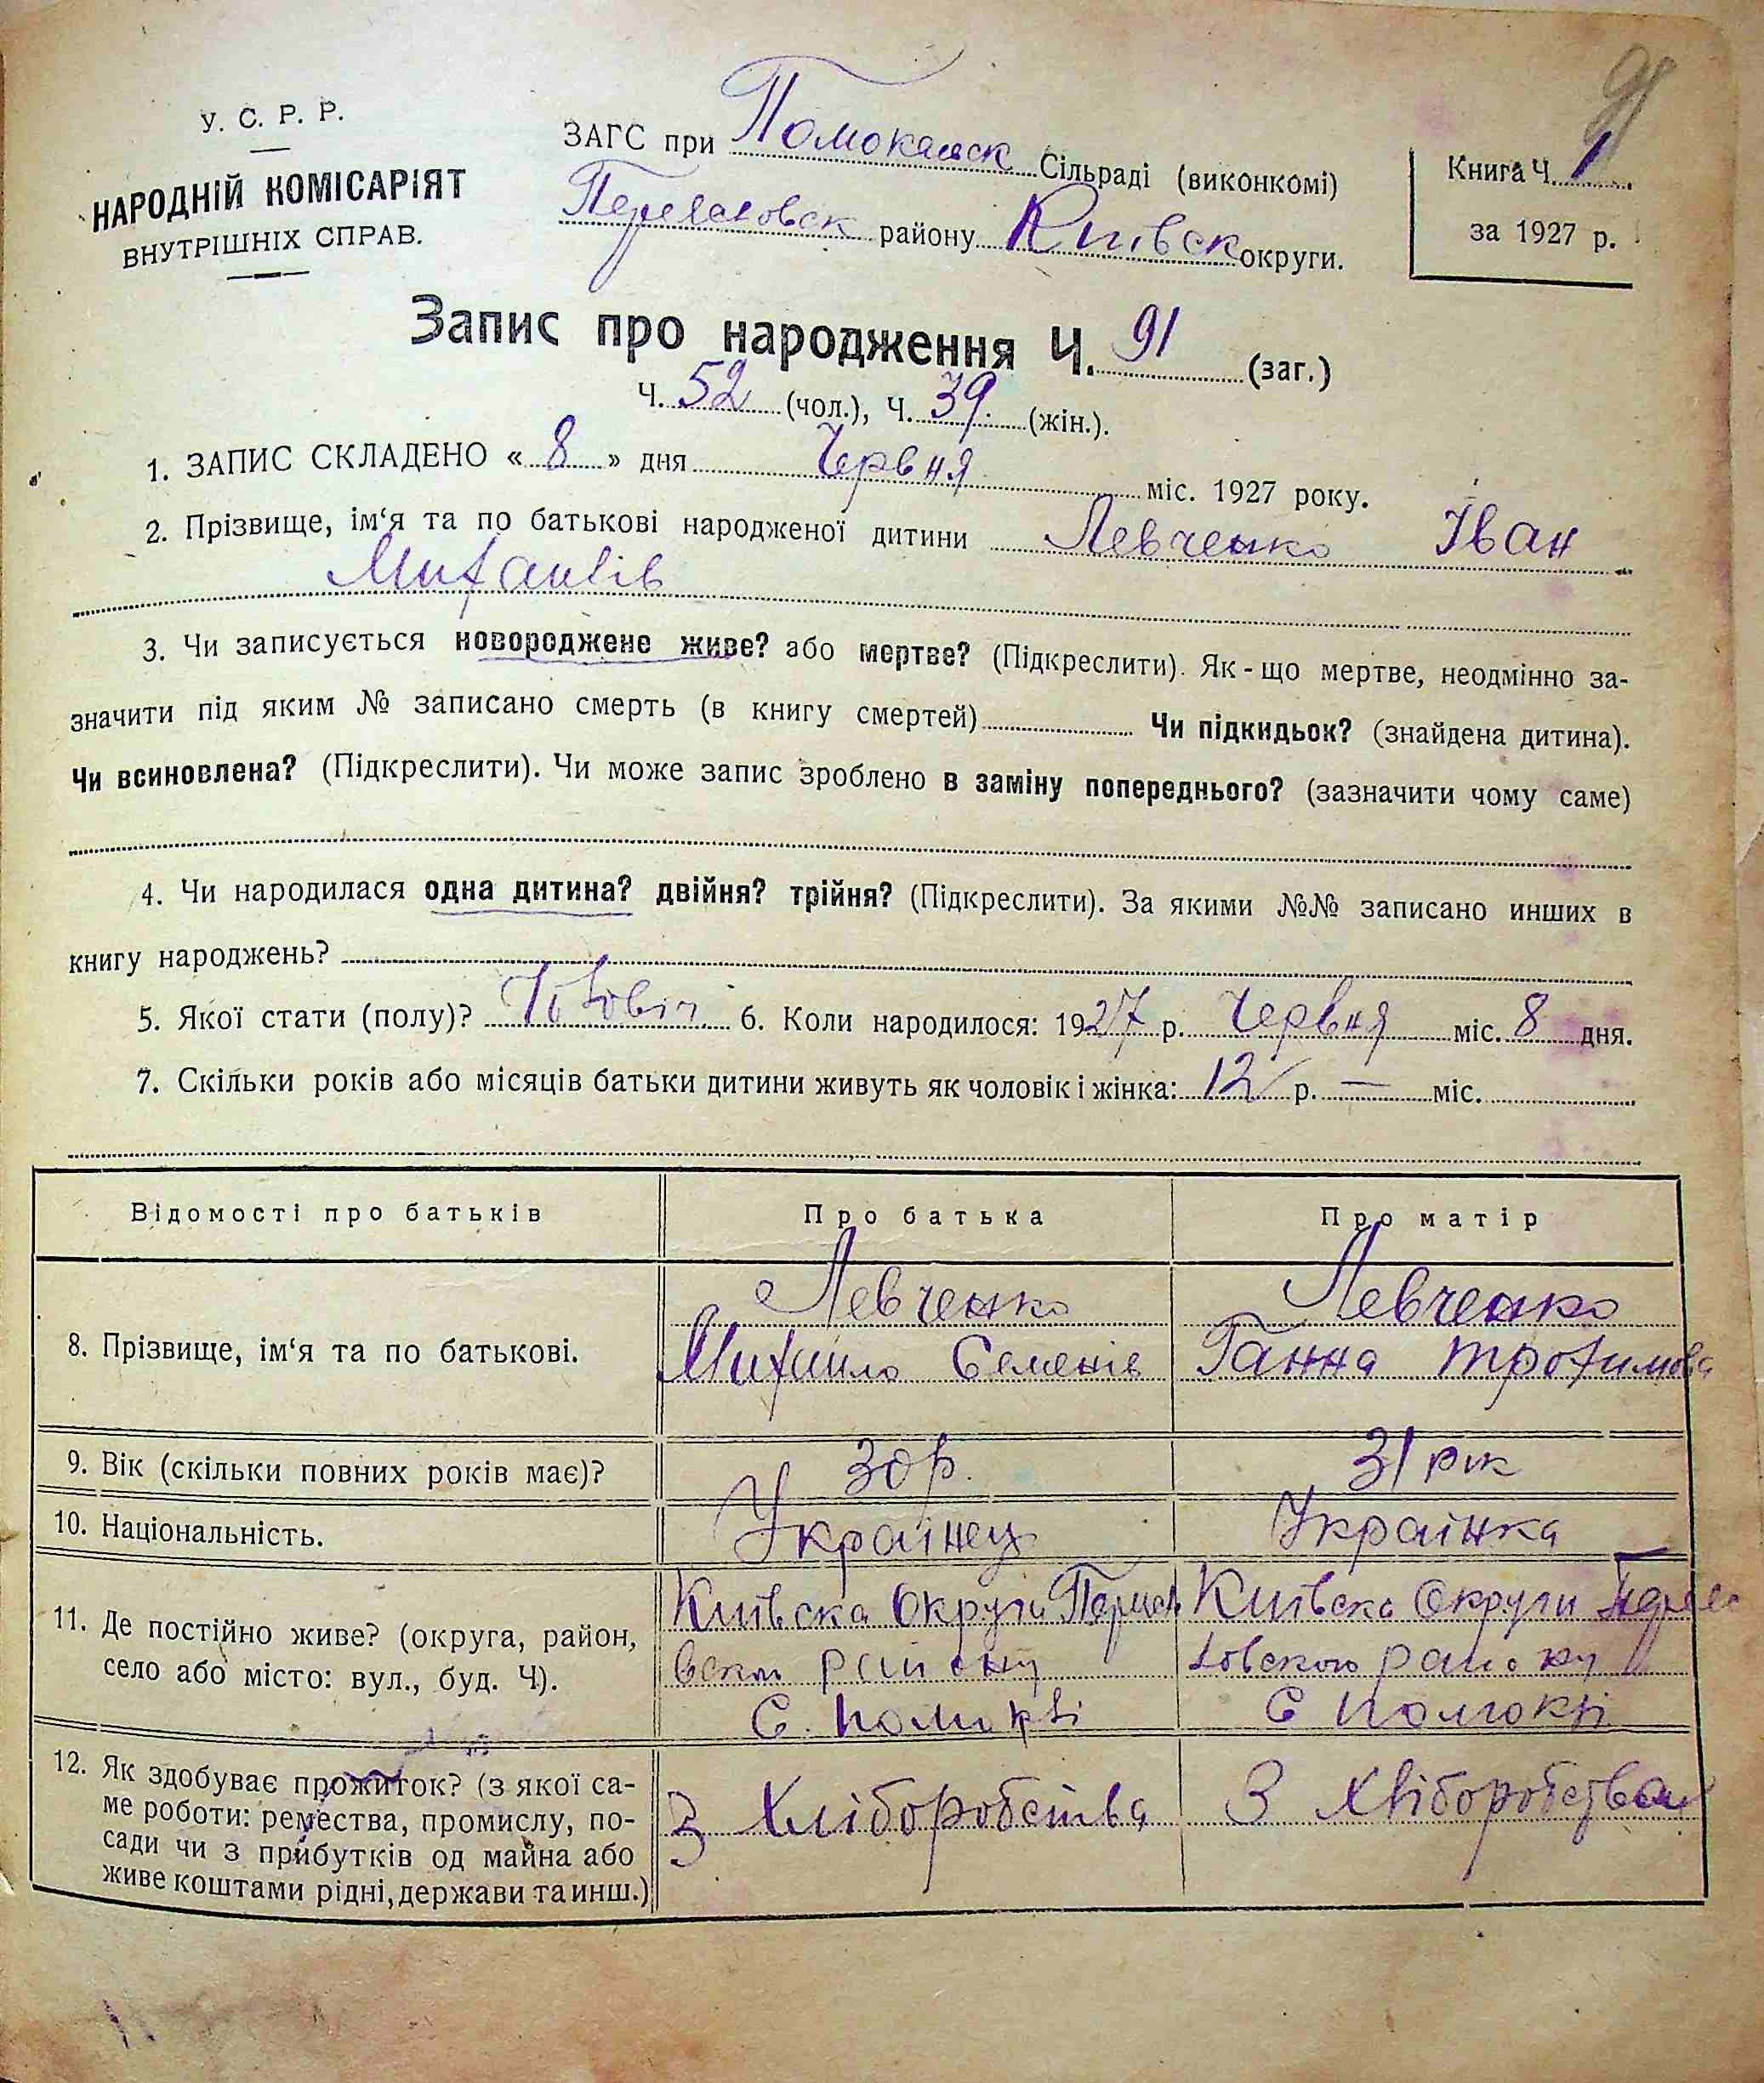 91
У. С. Р. Р.
НАРОДНІЙ КОМІСАРІЯТ
ВНУТРІШНІХ СПРАВ.
ЗАГС при Помоканск Сільраді (виконкомі)
району Київск округи.
Книга Ч. 1
за 1927 р.
Запис про народження Ч. 91 (заг.)
Ч. 52 (чол.), Ч. 39. (жін.).
1. ЗАПИС СКЛАДЕНО « 8 » дня Червня міс. 1927 року.
2. Прізвище, ім‘я та по батькові народженої дитини Левченко Іван
Михаилів
3. Чи записується новороджене живе? або мертве? (Підкреслити). Як-що мертве, неодмінно за-
значити під яким № записано смерть (в книгу смертей) Чи підкидьок? (знайдена дитина).
Чи всиновлена? (Підкреслити). Чи може запис зроблено в заміну попереднього? (зазначити чому саме)
4. Чи народилася одна дитина? двійня? трійня? (Підкреслити). За якими №№ записано инших в
книгу народжень?
5. Якої стати (полу)? 6. Коли народилося: 1927 р. Червня міс. 8 дня.
7. Скільки років або місяців батьки дитини живуть як чоловік і жінка: 12 р. — міс.
Відомості про батьків Про батька Про матір
8. Прізвище, ім‘я та по батькові.
Левченко
Михайло Семенів
Левченко
Ганна Трохимова
9. Вік (скільки повних років має)? 30 р. 31 рік
10. Національність. Украінец Украінка
11. Де постійно живе? (округа, район,
село або місто: вул., буд. Ч.).
Київска Округи
району
С.
Київска Округи
району
С
12. Як здобуває прожиток? (з якої са-
ме роботи: ремества, промислу, по-
сади чи з прибутків од майна або
живе коштами рідні, держави та инш.)
З Хліборобства
З Хліборобства